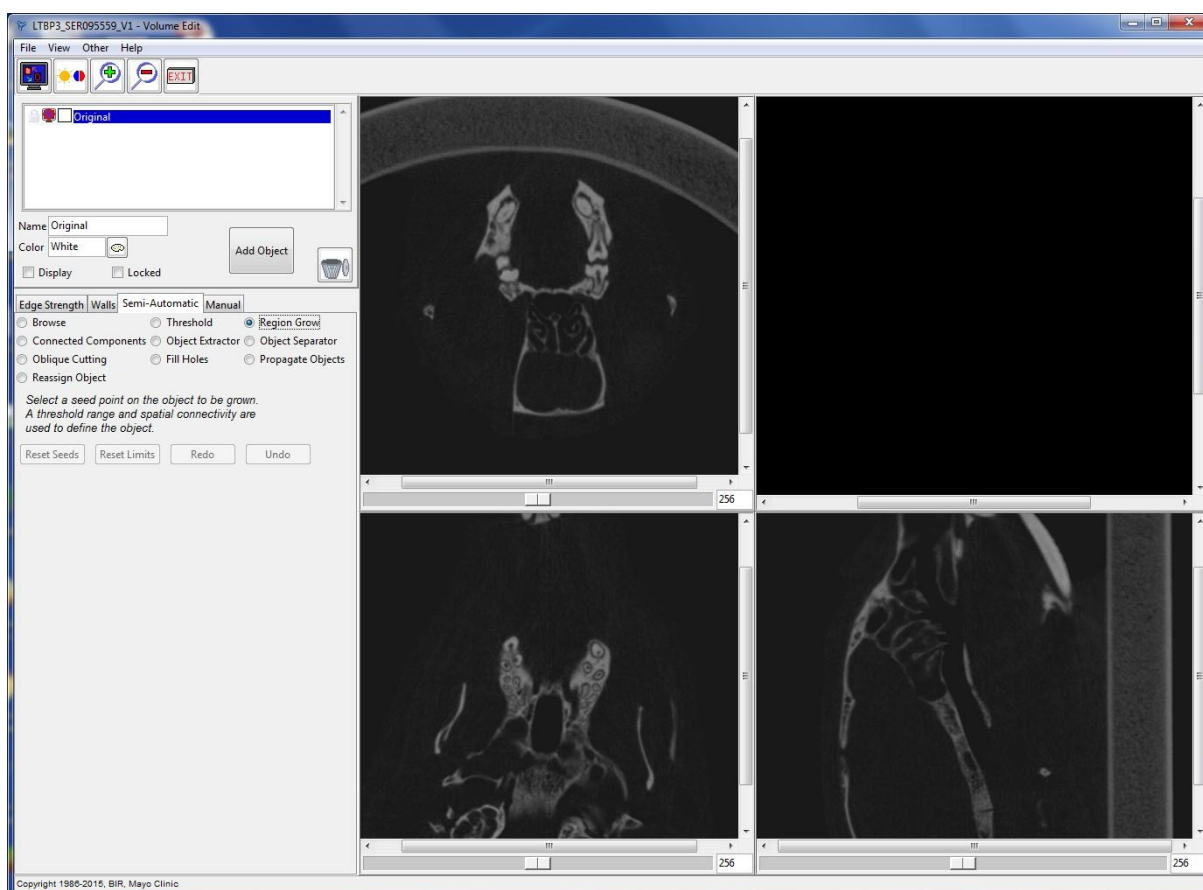 LTBP3_SER095559_V1 - Volume Edit
File View Other Help
EXIT
Original
Name Original
Color White
Add Object
Display Locked
Edge Strength Walls Semi-Automatic Manual
Browse Threshold Region Grow
Connected Components Object Extractor Object Separator
Oblique Cutting Fill Holes Propagate Objects
Reassign Object
Select a seed point on the object to be grown.
A threshold range and spatial connectivity are
used to define the object.
Reset Seeds Reset Limits Redo Undo
256
256
256
Copyright 1986-2015, BIR, Mayo Clinic